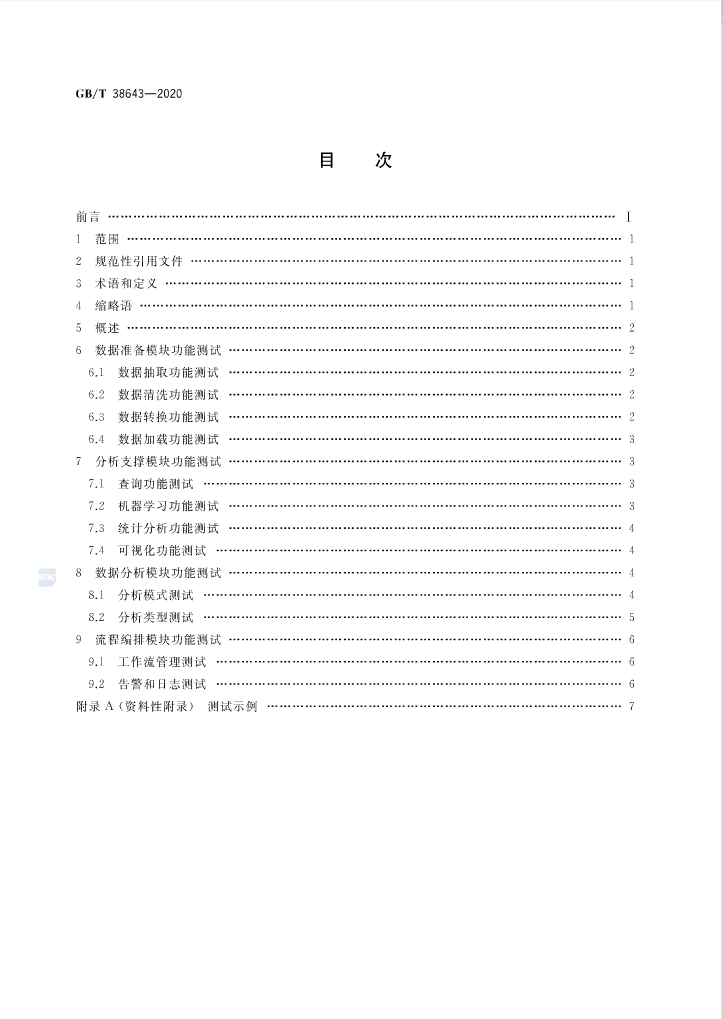 GB/T 38643—2020
目 次
前言 …… Ⅰ
1 范围 …… 1
2 规范性引用文件 …… 1
3 术语和定义 …… 1
4 缩略语 …… 1
5 概述 …… 2
6 数据准备模块功能测试 …… 2
6.1 数据抽取功能测试 …… 2
6.2 数据清洗功能测试 …… 2
6.3 数据转换功能测试 …… 2
6.4 数据加载功能测试 …… 3
7 分析支撑模块功能测试 …… 3
7.1 查询功能测试 …… 3
7.2 机器学习功能测试 …… 3
7.3 统计分析功能测试 …… 4
7.4 可视化功能测试 …… 4
8 数据分析模块功能测试 …… 4
8.1 分析模式测试 …… 4
8.2 分析类型测试 …… 5
9 流程编排模块功能测试 …… 6
9.1 工作流管理测试 …… 6
9.2 告警和日志测试 …… 6
附录 A（资料性附录） 测试示例 …… 7